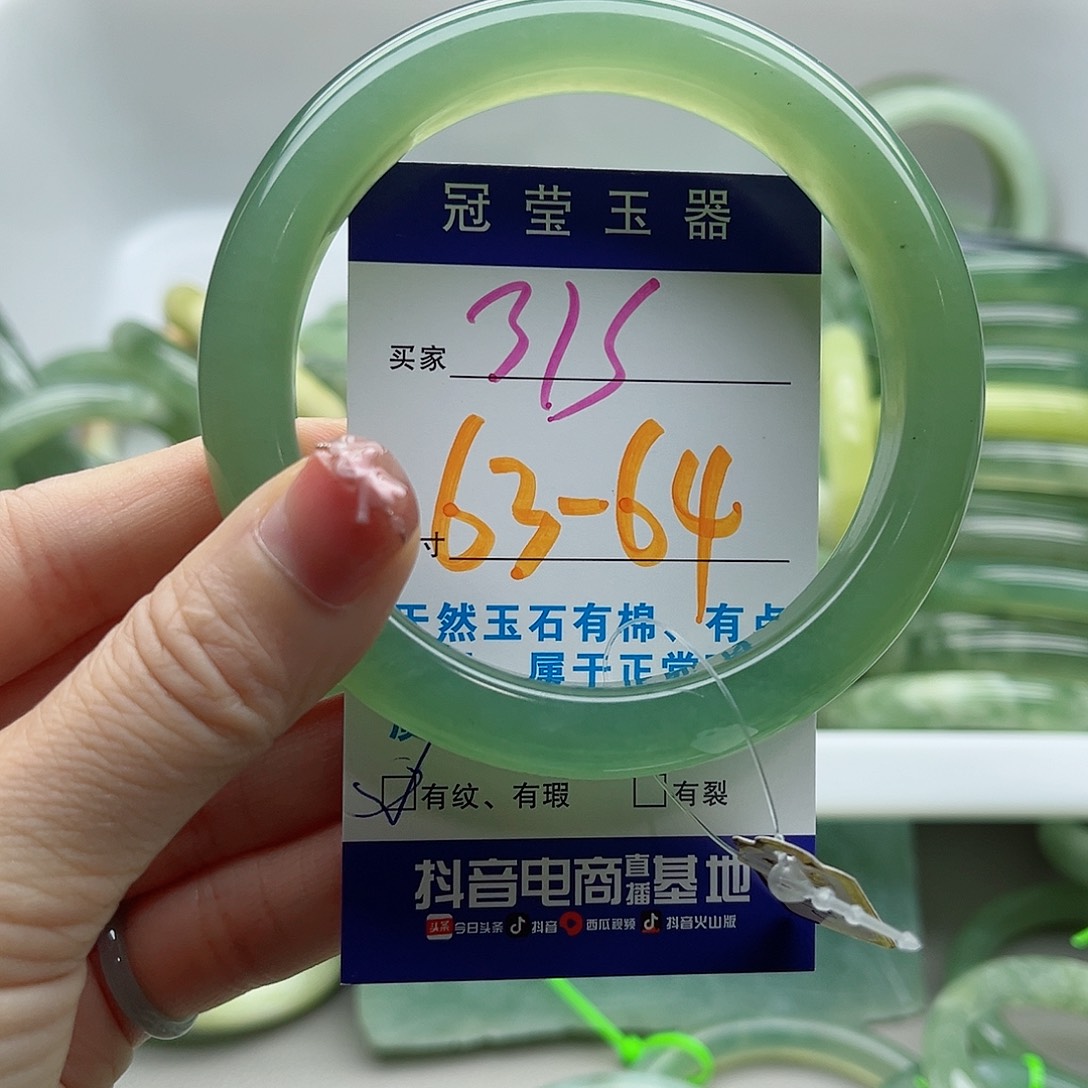 冠莹玉器
买家 315
寸 63-64
然玉石有棉、有
属于正常
有纹、有瑕 有裂
抖音电商直播基地
头条 今日头条 抖音 西瓜视频 抖音火山版